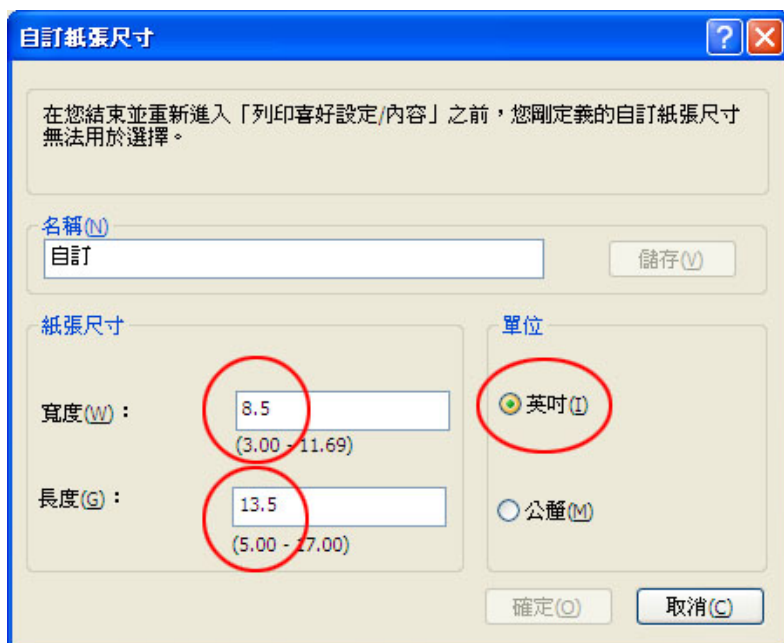 自訂紙張尺寸
在您結束並重新進入「列印喜好設定/內容」之前，您剛定義的自訂紙張尺寸
無法用於選擇。
名稱(N)
自訂 儲存(V)
紙張尺寸 單位
寬度(W)： 8.5 英吋(I)
(3.00 - 11.69)
長度(G)： 13.5 公釐(M)
(5.00 - 17.00)
確定(O) 取消(C)